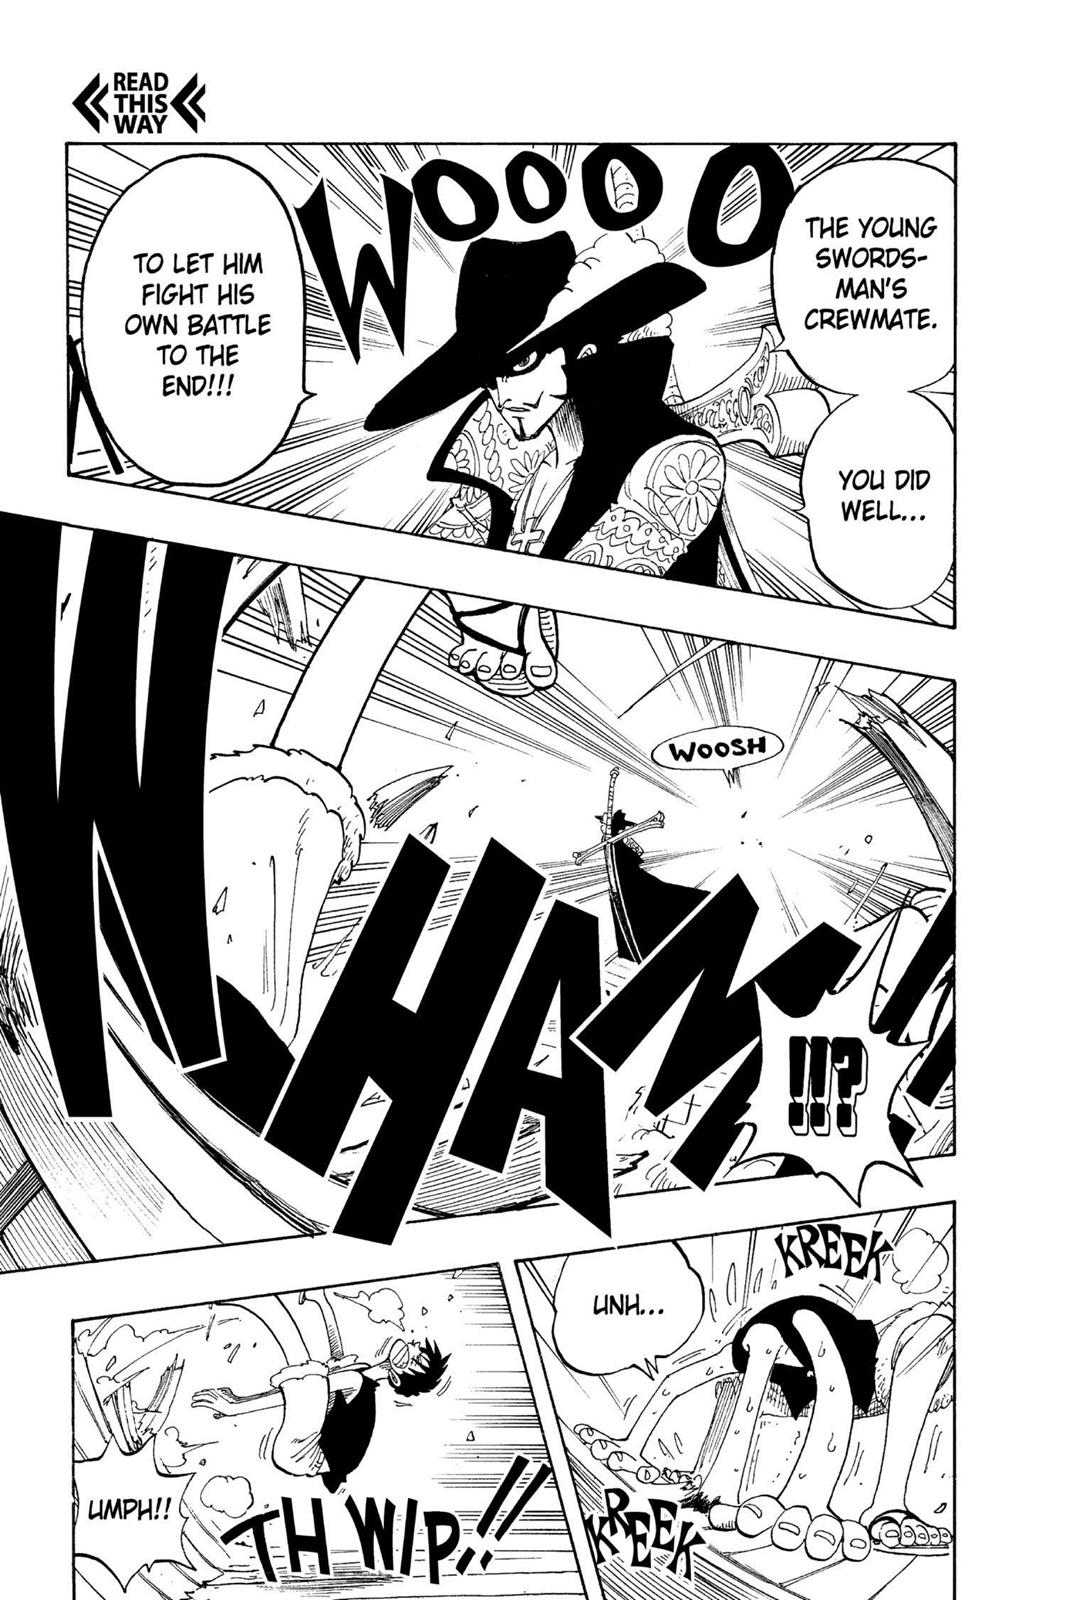 READ
THIS
WAY
WOOOO
THE YOUNG
SWORDS-
MAN'S
CREWMATE.
YOU DID
WELL...
TO LET HIM
FIGHT HIS
OWN BATTLE
TO THE
END!!!
WOOSH
WHAM!
!!?
KREEK
UNH...
KREEK
THWIP!!
UMPH!!